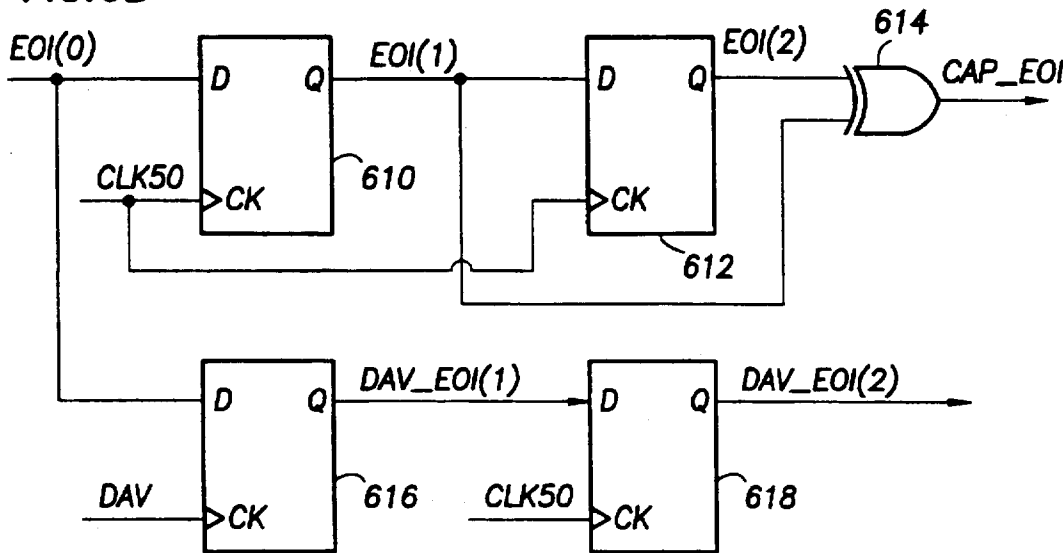 EOI(0)
D
Q
EOI(1)
D
Q
EOI(2)
614
CAP_EOI
CLK50
CK
610
CK
612
D
Q
DAV_EOI(1)
D
Q
DAV_EOI(2)
DAV
CK
616
CLK50
CK
618